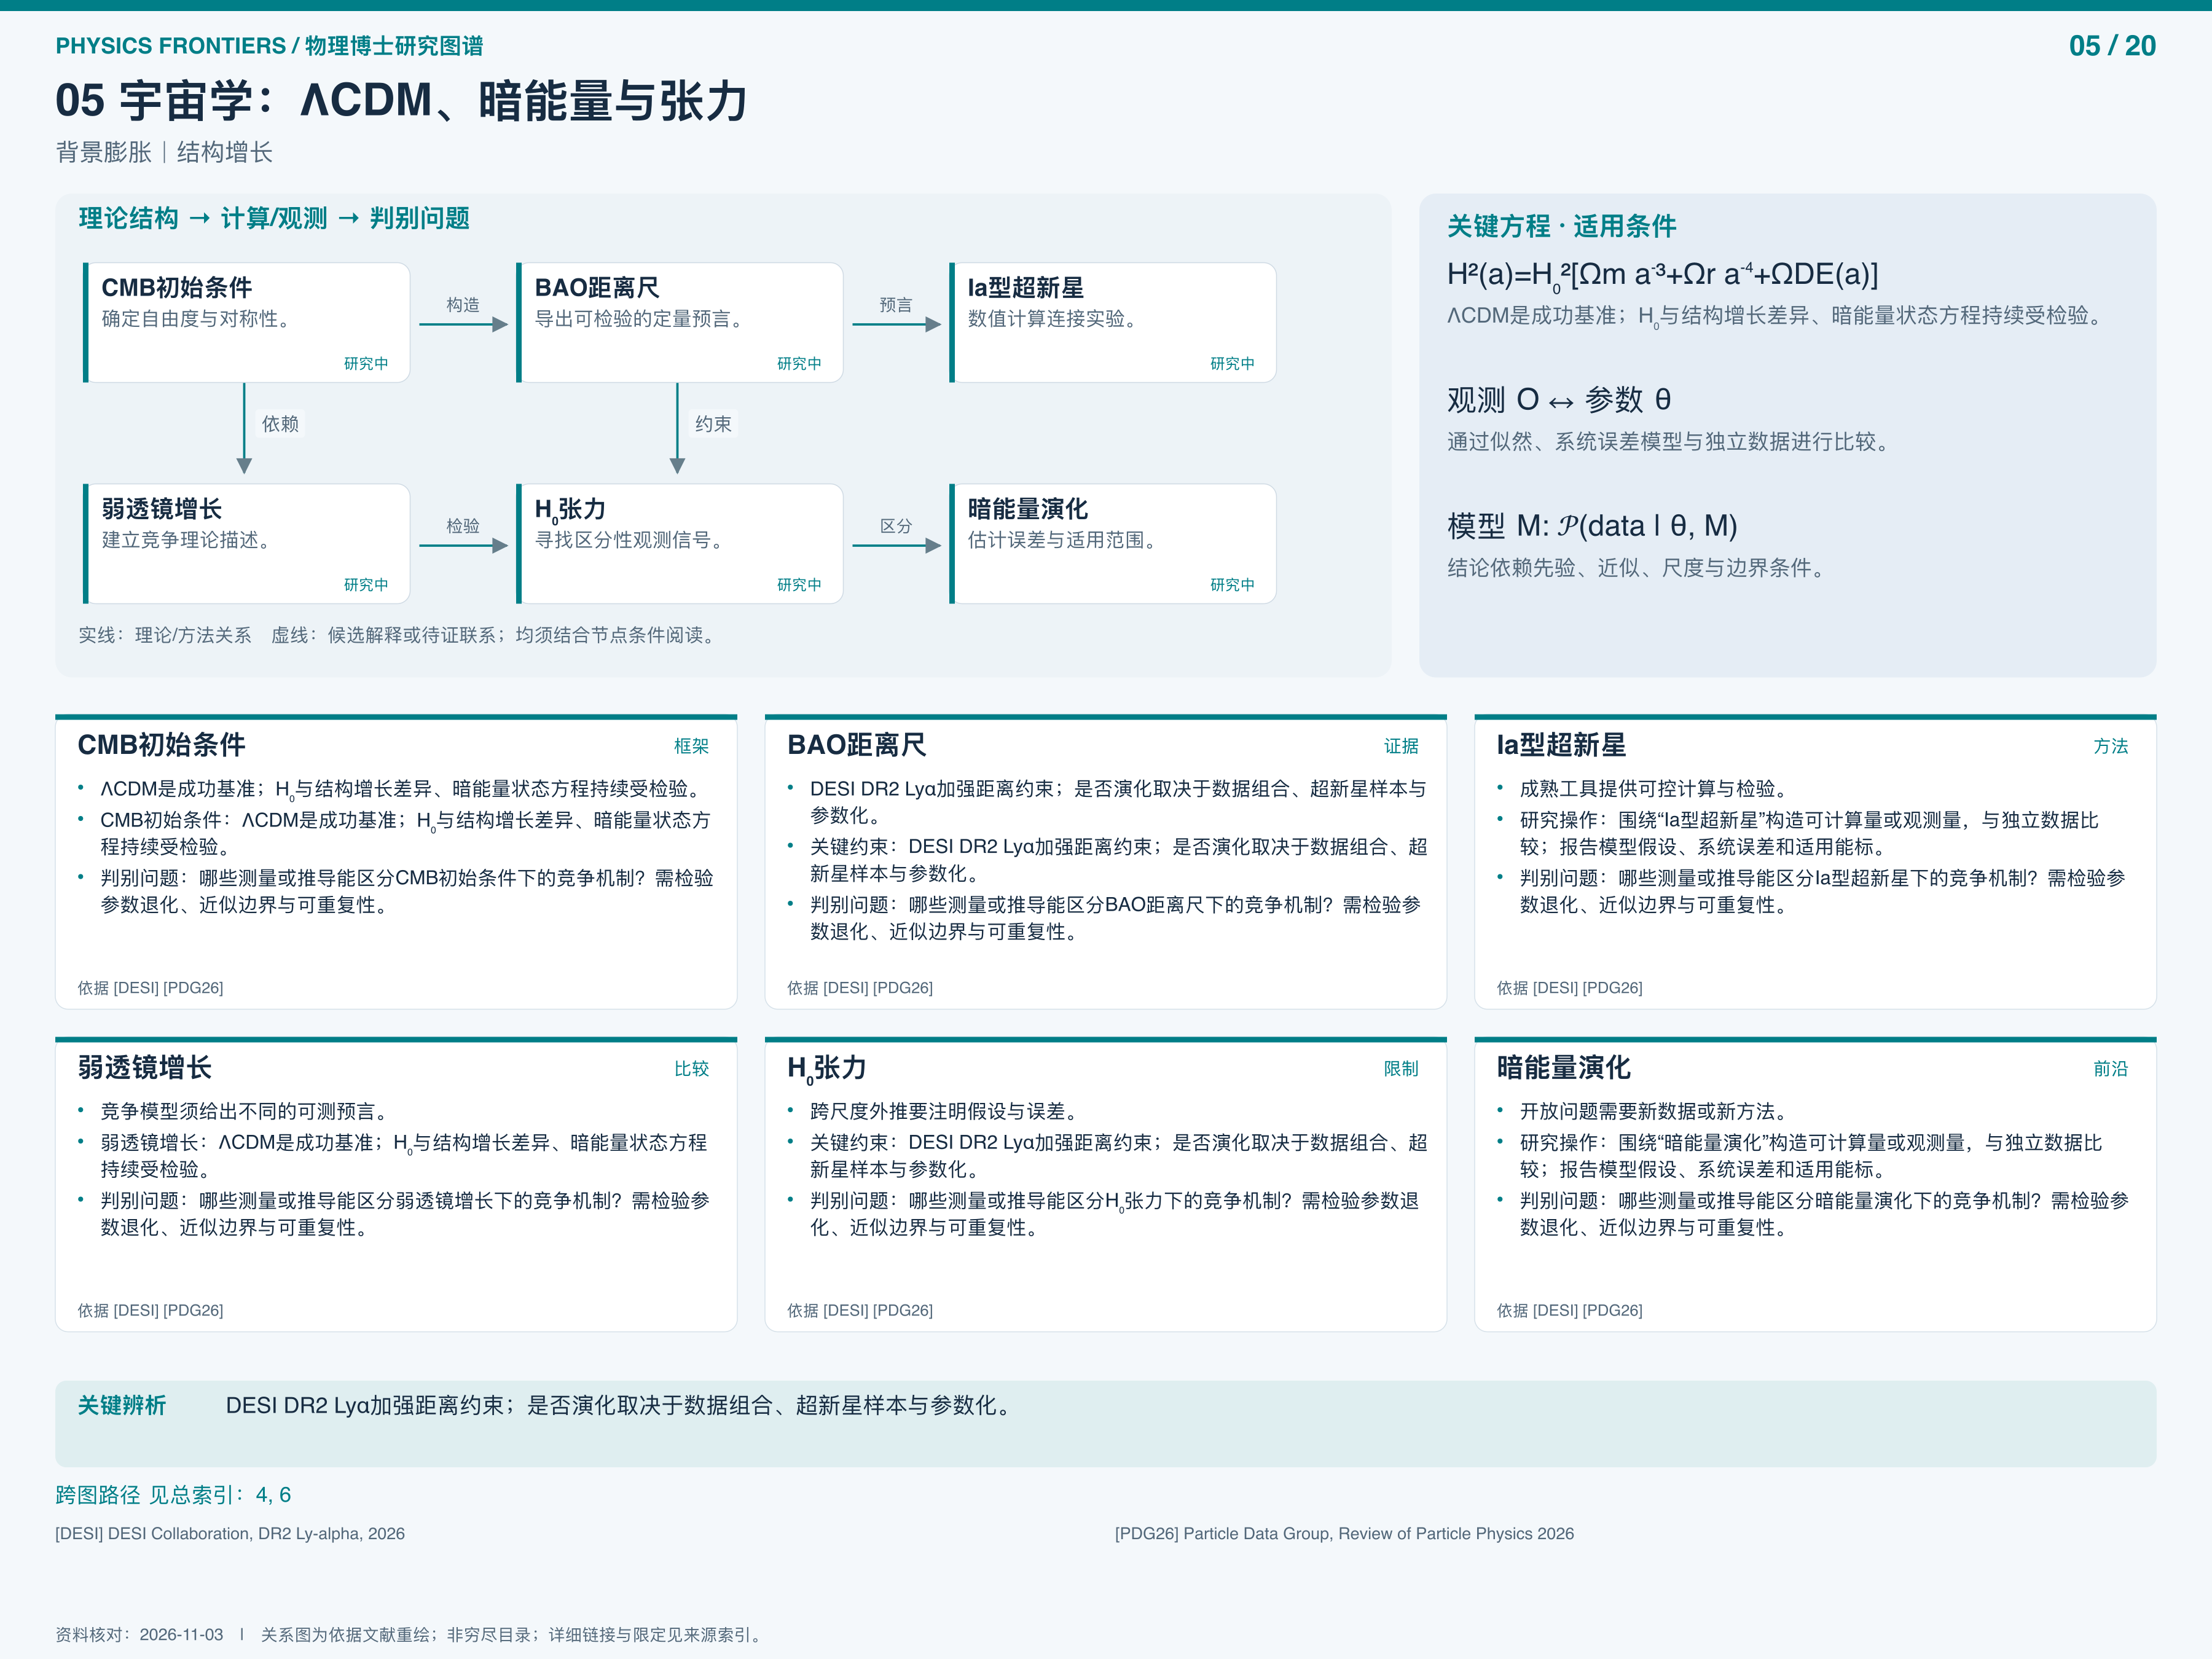 PHYSICS FRONTIERS / 物理博士研究图谱
05 / 20
05 宇宙学：ΛCDM、暗能量与张力
背景膨胀｜结构增长
理论结构 → 计算/观测 → 判别问题
CMB初始条件
确定自由度与对称性。
研究中
构造
BAO距离尺
导出可检验的定量预言。
研究中
预言
Ia型超新星
数值计算连接实验。
研究中
依赖
约束
弱透镜增长
建立竞争理论描述。
研究中
检验
H₀张力
寻找区分性观测信号。
研究中
区分
暗能量演化
估计误差与适用范围。
研究中
实线：理论/方法关系　虚线：候选解释或待证联系；均须结合节点条件阅读。
关键方程 · 适用条件
H²(a)=H₀²[Ωm a⁻³+Ωr a⁻⁴+ΩDE(a)]
ΛCDM是成功基准；H₀与结构增长差异、暗能量状态方程持续受检验。
观测 O ↔ 参数 θ
通过似然、系统误差模型与独立数据进行比较。
模型 M: 𝒫(data | θ, M)
结论依赖先验、近似、尺度与边界条件。
CMB初始条件
框架
• ΛCDM是成功基准；H₀与结构增长差异、暗能量状态方程持续受检验。
• CMB初始条件：ΛCDM是成功基准；H₀与结构增长差异、暗能量状态方
程持续受检验。
• 判别问题：哪些测量或推导能区分CMB初始条件下的竞争机制？需检验
参数退化、近似边界与可重复性。
依据 [DESI] [PDG26]
BAO距离尺
证据
• DESI DR2 Lyα加强距离约束；是否演化取决于数据组合、超新星样本与
参数化。
• 关键约束：DESI DR2 Lyα加强距离约束；是否演化取决于数据组合、超
新星样本与参数化。
• 判别问题：哪些测量或推导能区分BAO距离尺下的竞争机制？需检验参
数退化、近似边界与可重复性。
依据 [DESI] [PDG26]
Ia型超新星
方法
• 成熟工具提供可控计算与检验。
• 研究操作：围绕“Ia型超新星”构造可计算量或观测量，与独立数据比
较；报告模型假设、系统误差和适用能标。
• 判别问题：哪些测量或推导能区分Ia型超新星下的竞争机制？需检验参
数退化、近似边界与可重复性。
依据 [DESI] [PDG26]
弱透镜增长
比较
• 竞争模型须给出不同的可测预言。
• 弱透镜增长：ΛCDM是成功基准；H₀与结构增长差异、暗能量状态方程
持续受检验。
• 判别问题：哪些测量或推导能区分弱透镜增长下的竞争机制？需检验参
数退化、近似边界与可重复性。
依据 [DESI] [PDG26]
H₀张力
限制
• 跨尺度外推要注明假设与误差。
• 关键约束：DESI DR2 Lyα加强距离约束；是否演化取决于数据组合、超
新星样本与参数化。
• 判别问题：哪些测量或推导能区分H₀张力下的竞争机制？需检验参数退
化、近似边界与可重复性。
依据 [DESI] [PDG26]
暗能量演化
前沿
• 开放问题需要新数据或新方法。
• 研究操作：围绕“暗能量演化”构造可计算量或观测量，与独立数据比
较；报告模型假设、系统误差和适用能标。
• 判别问题：哪些测量或推导能区分暗能量演化下的竞争机制？需检验参
数退化、近似边界与可重复性。
依据 [DESI] [PDG26]
关键辨析　DESI DR2 Lyα加强距离约束；是否演化取决于数据组合、超新星样本与参数化。
跨图路径 见总索引：4, 6
[DESI] DESI Collaboration, DR2 Ly-alpha, 2026
[PDG26] Particle Data Group, Review of Particle Physics 2026
资料核对：2026-11-03　|　关系图为依据文献重绘；非穷尽目录；详细链接与限定见来源索引。